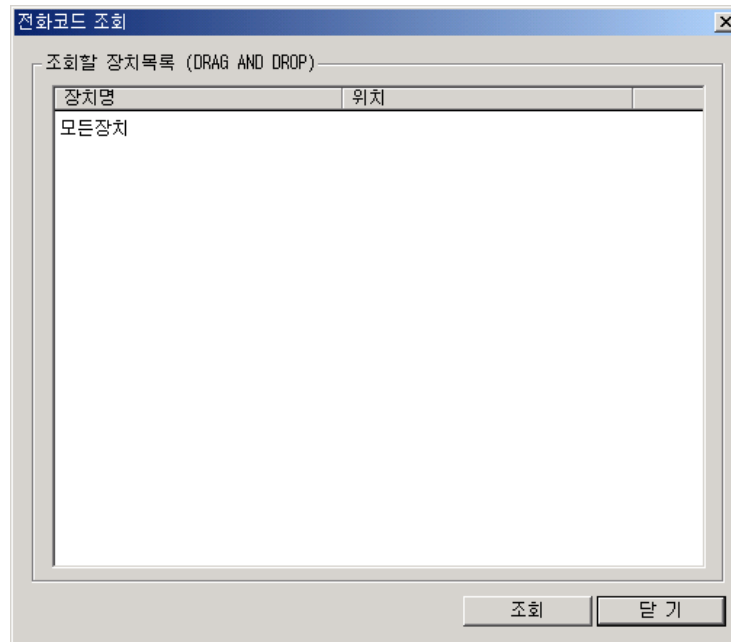 전화코드 조회
조회할 장치목록 (DRAG AND DROP)
장치명 위치
모든장치
조회 닫 기